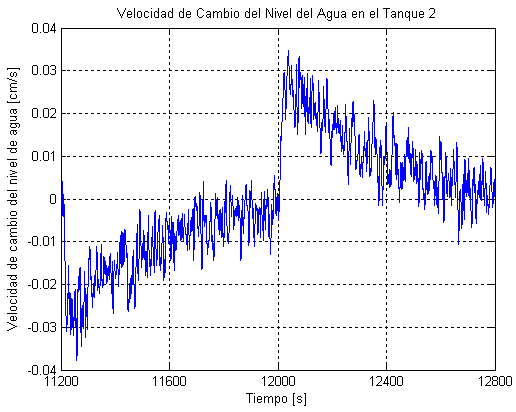 Velocidad de Cambio del Nivel del Agua en el Tanque 2
Velocidad de cambio del nivel de agua [cm/s]
0.04
0.03
0.02
0.01
0
-0.01
-0.02
-0.03
-0.04
11200 11600 12000 12400 12800
Tiempo [s]